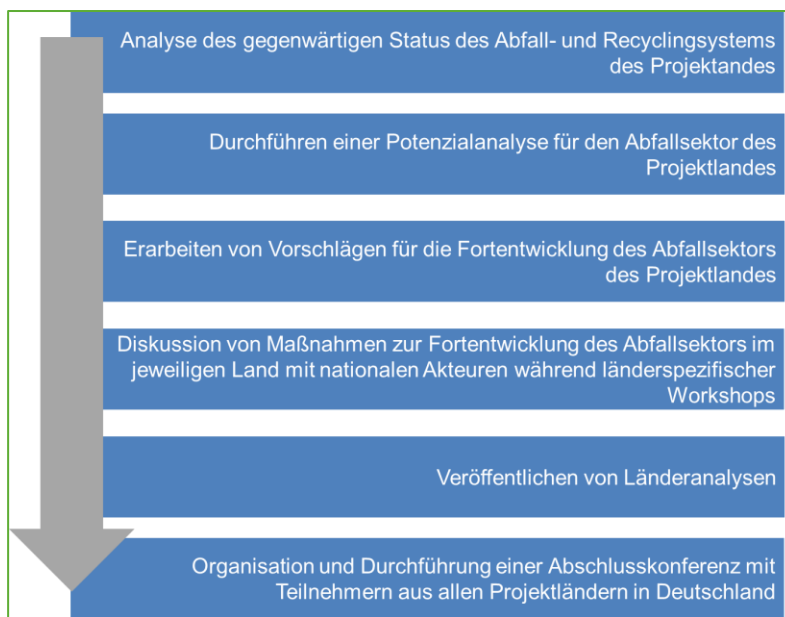 Analyse des gegenwärtigen Status des Abfall- und Recyclingsystems
des Projektandes
Durchführen einer Potenzialanalyse für den Abfallsektor des
Projektlandes
Erarbeiten von Vorschlägen für die Fortentwicklung des Abfallsektors
des Projektlandes
Diskussion von Maßnahmen zur Fortentwicklung des Abfallsektors im
jeweiligen Land mit nationalen Akteuren während länderspezifischer
Workshops
Veröffentlichen von Länderanalysen
Organisation und Durchführung einer Abschlusskonferenz mit
Teilnehmern aus allen Projektländern in Deutschland